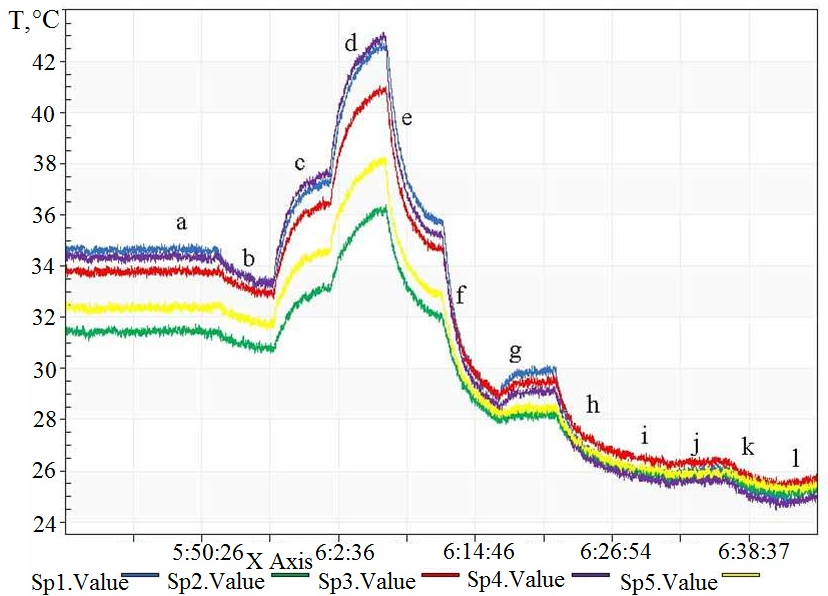 T,°C
42
40
38
36
34
32
30
28
26
24
a
b
c
d
e
f
g
h
i
j
k
l
5:50:26 6:2:36 6:14:46 6:26:54 6:38:37
X Axis
Sp1.Value Sp2.Value Sp3.Value Sp4.Value Sp5.Value